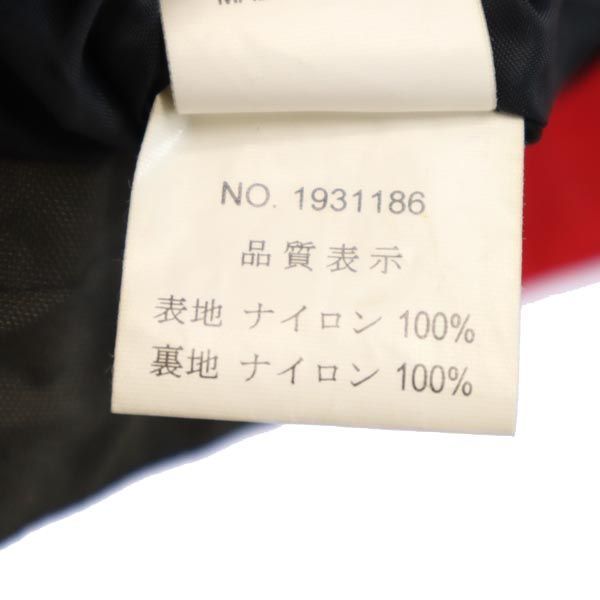 NO. 1931186
品質表示
表地 ナイロン 100%
裏地 ナイロン 100%